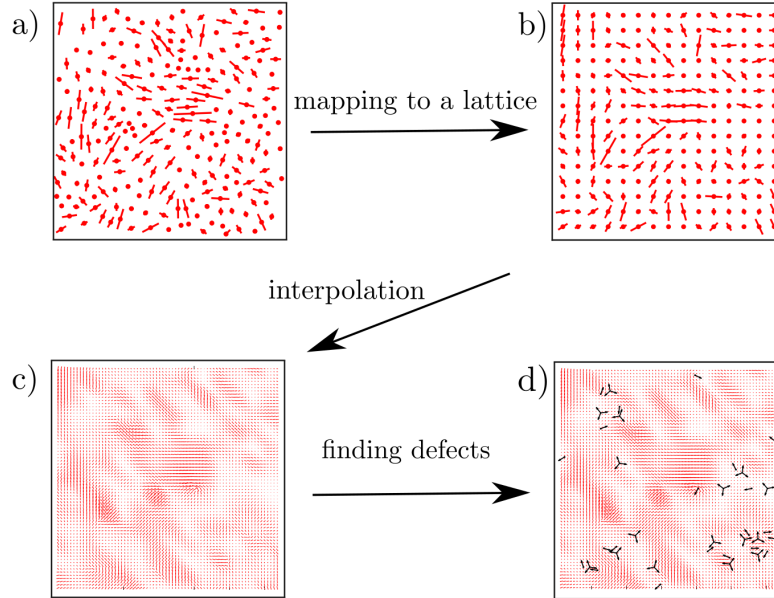 a)
b)
mapping to a lattice
interpolation
c)
d)
finding defects